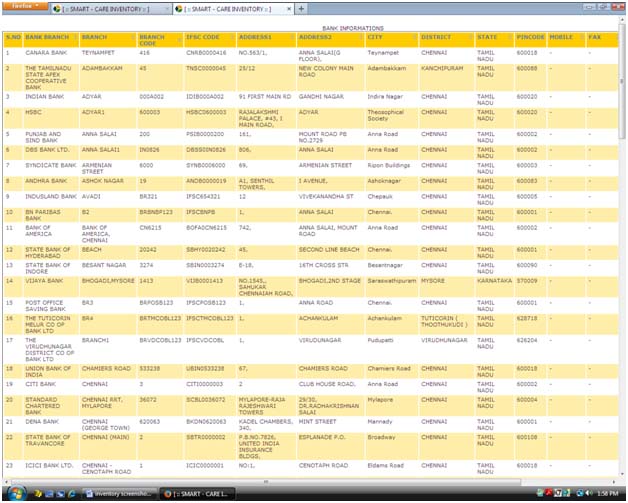 firefox
[ :: SMART - CARE INVENTORY ]
[ :: SMART - CARE INVENTORY ]
BANK INFORMATIONS
S.NO BANK BRANCH BRANCH BRANCH CODE IFSC CODE ADDRESS1 ADDRESS2 CITY DISTRICT STATE PINCODE MOBILE FAX
1 CANARA BANK TEYNAMPET 416 CNRB0000416 NO.563/1, ANNA SALAI(G FLOOR), Teynampet CHENNAI TAMIL NADU 600018 - -
2 THE TAMILNADU STATE APEX COOPERATIVE BANK ADAMBAKKAM 45 TNSC0000045 25/12 NEW COLONY MAIN ROAD Adambakkam KANCHIPURAM TAMIL NADU 600088 - -
3 INDIAN BANK ADYAR 000A002 IDIB000A002 91 FIRST MAIN RD GANDHI NAGAR Indira Nagar CHENNAI TAMIL NADU 600020 - -
4 HSBC ADYAR1 600003 HSBC0600003 RAJALAKSHMI PALACE, #43, I MAIN ROAD, ADYAR Theosophical Society CHENNAI TAMIL NADU 600020 - -
5 PUNJAB AND SIND BANK ANNA SALAI 200 PSIB0000200 161, MOUNT ROAD PB NO.2729 Anna Road CHENNAI TAMIL NADU 600002 - -
6 DBS BANK LTD. ANNA SALAI1 IN0826 DBSS0IN0826 806, ANNA SALAI Anna Road CHENNAI TAMIL NADU 600002 - -
7 SYNDICATE BANK ARMENIAN STREET 6000 SYNB0006000 69, ARMENIAN STREET Ripon Buildings CHENNAI TAMIL NADU 600003 - -
8 ANDHRA BANK ASHOK NAGAR 19 ANDB0000019 A1, SENTHIL TOWERS, I AVENUE, Ashoknagar CHENNAI TAMIL NADU 600083 - -
9 INDUSLAND BANK AVADI BR321 IFSC654321 12 VIVEKANANDHA ST Chepauk CHENNAI TAMIL NADU 600005 - -
10 BN PARIBAS BANK B2 BRBNBP123 IFSCBNPB 1, ANNA SALAI Chennai. CHENNAI TAMIL NADU 600001 - -
11 BANK OF AMERICA BANK OF AMERICA, CHENNAI CN6215 BOFA0CN6215 742, ANNA SALAI, MOUNT ROAD Anna Road CHENNAI TAMIL NADU 600002 - -
12 STATE BANK OF HYDERABAD BEACH 20242 SBHY0020242 45, SECOND LINE BEACH Chennai. CHENNAI TAMIL NADU 600001 - -
13 STATE BANK OF INDORE BESANT NAGAR 3274 SBIN0003274 E-18, 16TH CROSS STR Besantnagar CHENNAI TAMIL NADU 600090 - -
14 VIJAYA BANK BHOGADI,MYSORE 1413 VIJB0001413 NO.1545,, SAHUKAR CHENNAIAH ROAD, BHOGADI,2ND STAGE Saraswathipuram MYSORE KARNATAKA 570009 - -
15 POST OFFICE SAVING BANK BR3 BRPOSB123 IFSCPOSB123 1, ANNA ROAD Chennai. CHENNAI TAMIL NADU 600001 - -
16 THE TUTICORIN MELUR CO OP BANK LTD BR4 BRTMCOBL123 IFSCTMCOBL123 1, ACHANKULAM Achankulam TUTICORIN ( THOOTHUKUDI ) TAMIL NADU 628718 - -
17 THE VIRUDHUNAGAR DISTRICT CO OP BANK LTD BRANCH1 BRVDCOBL123 IFSCVDCOBL 1, VIRUDUNAGAR Pudupatti VIRUDHUNAGAR TAMIL NADU 626204 - -
18 UNION BANK OF INDIA CHAMIERS ROAD 533238 UBIN0533238 67, CHAMIERS ROAD Chamiers Road CHENNAI TAMIL NADU 600018 - -
19 CITI BANK CHENNAI 3 CITI0000003 2 CLUB HOUSE ROAD, Anna Road CHENNAI TAMIL NADU 600002 - -
20 STANDARD CHARTERED BANK CHENNAI RRT, MYLAPORE 36072 SCBL0036072 MYLAPORE-RAJA RAJESHWARI TOWERS 29/30, DR.RADHAKRISHNAN SALAI Mylapore CHENNAI TAMIL NADU 600004 - -
21 DENA BANK CHENNAI (GEORGE TOWN) 620063 BKDN0620063 KADEL CHAMBERS, 340, MINT STREET Mannady CHENNAI TAMIL NADU 600001 - -
22 STATE BANK OF TRAVANCORE CHENNAI (MAIN) 2 SBTR0000002 P.B.NO.7826, UNITED INDIA INSURANCE BLDGS, ESPLANADE P.O. Broadway CHENNAI TAMIL NADU 600108 - -
23 ICICI BANK LTD. CHENNAI - CENOTAPH ROAD 1 ICIC0000001 NO:1, CENOTAPH ROAD Eldams Road CHENNAI TAMIL NADU 600018 - -
inventory screensho...
[ :: SMART - CARE I...
1:58 PM